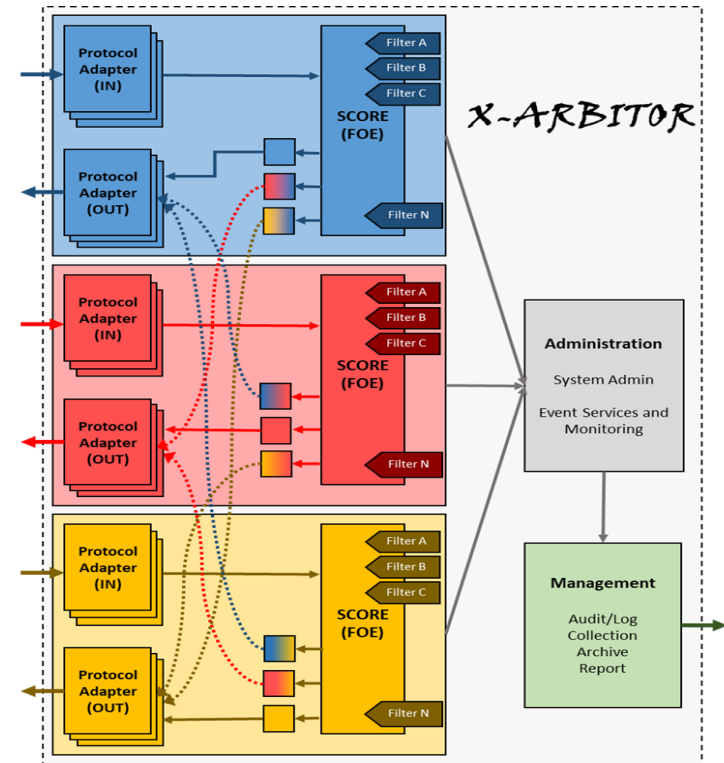 X-ARBITOR
Protocol
Adapter
(IN)
SCORE
(FOE)
Filter A
Filter B
Filter C
Filter N
Protocol
Adapter
(OUT)
Protocol
Adapter
(IN)
SCORE
(FOE)
Filter A
Filter B
Filter C
Filter N
Protocol
Adapter
(OUT)
Protocol
Adapter
(IN)
SCORE
(FOE)
Filter A
Filter B
Filter C
Filter N
Protocol
Adapter
(OUT)
Administration
System Admin
Event Services and
Monitoring
Management
Audit/Log
Collection
Archive
Report